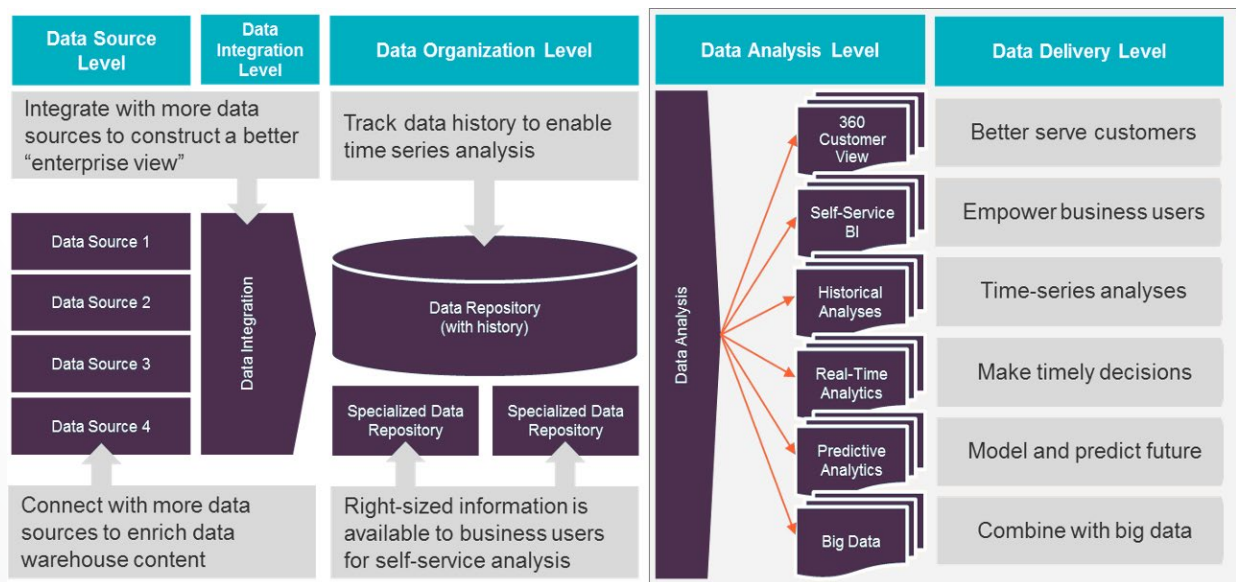 Data Source
Level
Data
Integration
Level
Data Organization Level
Data Analysis Level
Data Delivery Level
Integrate with more data
sources to construct a better
“enterprise view”
Track data history to enable
time series analysis
Data Source 1
Data Source 2
Data Source 3
Data Source 4
Data Integration
Data Repository
(with history)
Specialized Data
Repository
Specialized Data
Repository
Connect with more data
sources to enrich data
warehouse content
Right-sized information is
available to business users
for self-service analysis
Data Analysis
360
Customer
View
Better serve customers
Self-Service
BI
Empower business users
Historical
Analyses
Time-series analyses
Real-Time
Analytics
Make timely decisions
Predictive
Analytics
Model and predict future
Big Data
Combine with big data